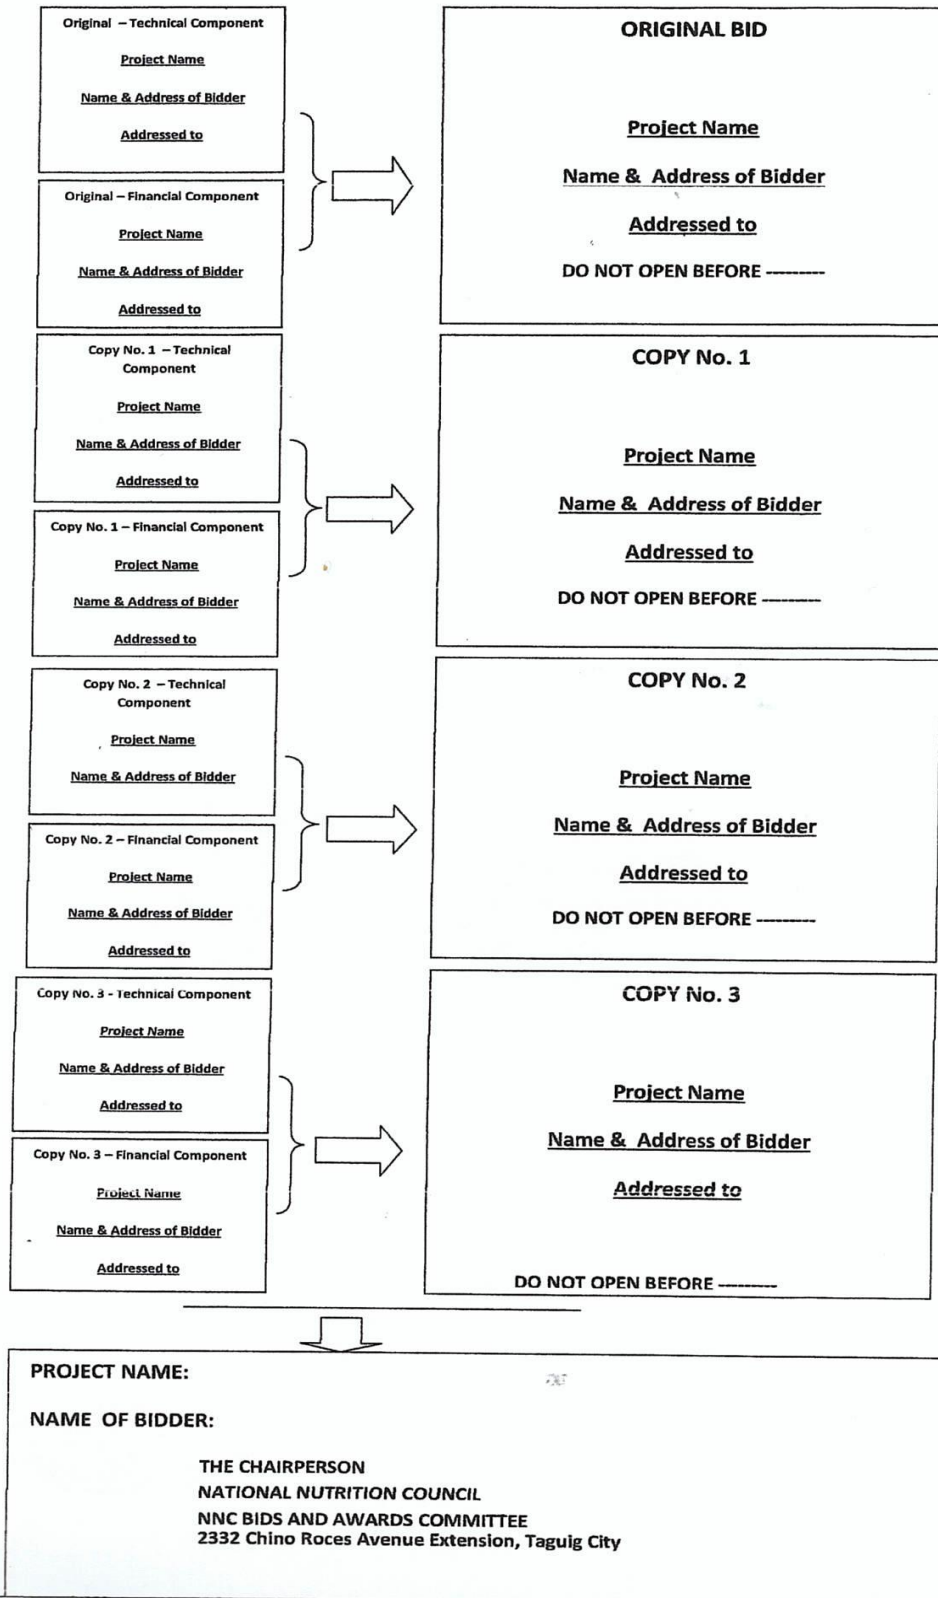 Original – Technical Component
Project Name
Name & Address of Bidder
Addressed to
Original – Financial Component
Project Name
Name & Address of Bidder
Addressed to
ORIGINAL BID
Project Name
Name & Address of Bidder
Addressed to
DO NOT OPEN BEFORE ---------
Copy No. 1 – Technical
Component
Project Name
Name & Address of Bidder
Addressed to
Copy No. 1 – Financial Component
Project Name
Name & Address of Bidder
Addressed to
COPY No. 1
Project Name
Name & Address of Bidder
Addressed to
DO NOT OPEN BEFORE ---------
Copy No. 2 – Technical
Component
Project Name
Name & Address of Bidder
Copy No. 2 – Financial Component
Project Name
Name & Address of Bidder
Addressed to
COPY No. 2
Project Name
Name & Address of Bidder
Addressed to
DO NOT OPEN BEFORE ---------
Copy No. 3 - Technical Component
Project Name
Name & Address of Bidder
Addressed to
Copy No. 3 – Financial Component
Project Name
Name & Address of Bidder
Addressed to
COPY No. 3
Project Name
Name & Address of Bidder
Addressed to
DO NOT OPEN BEFORE ---------
PROJECT NAME:
NAME OF BIDDER:
THE CHAIRPERSON
NATIONAL NUTRITION COUNCIL
NNC BIDS AND AWARDS COMMITTEE
2332 Chino Roces Avenue Extension, Taguig City